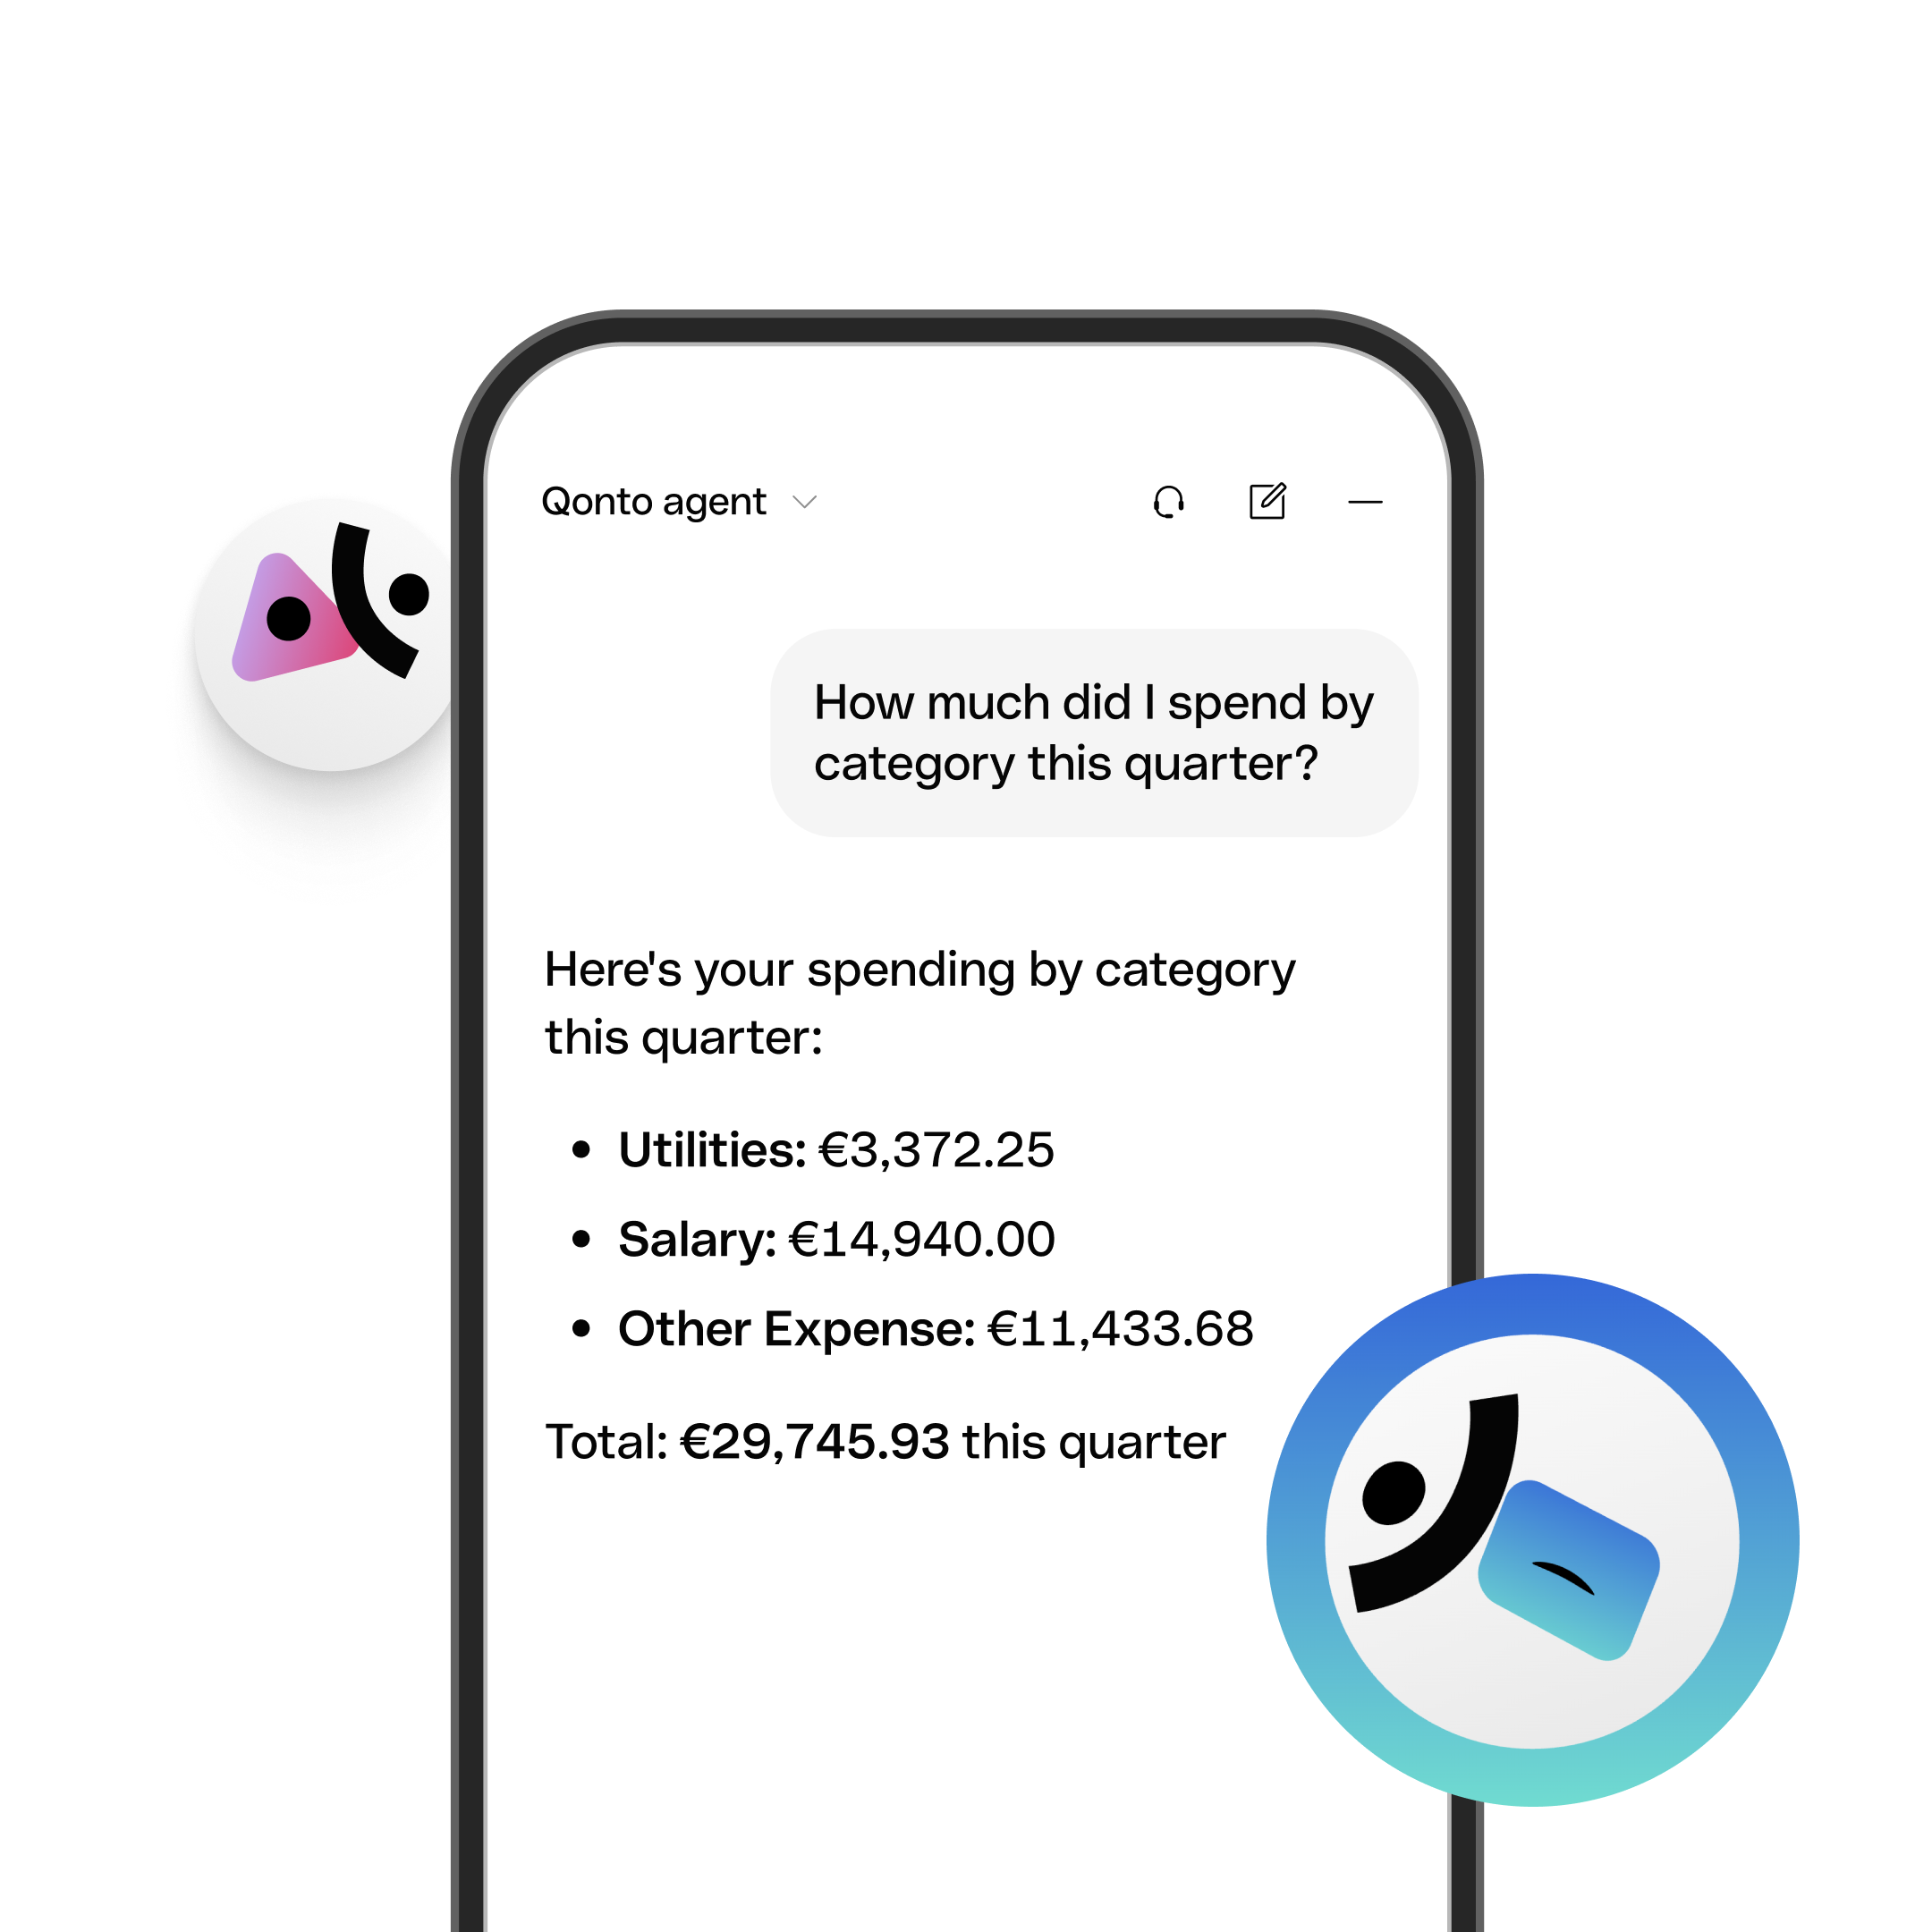 Qonto agent
How much did I spend by
category this quarter?
Here's your spending by category
this quarter:
• Utilities: €3,372.25
• Salary: €14,940.00
• Other Expense: €11,433.68
Total: €29,745.93 this quarter